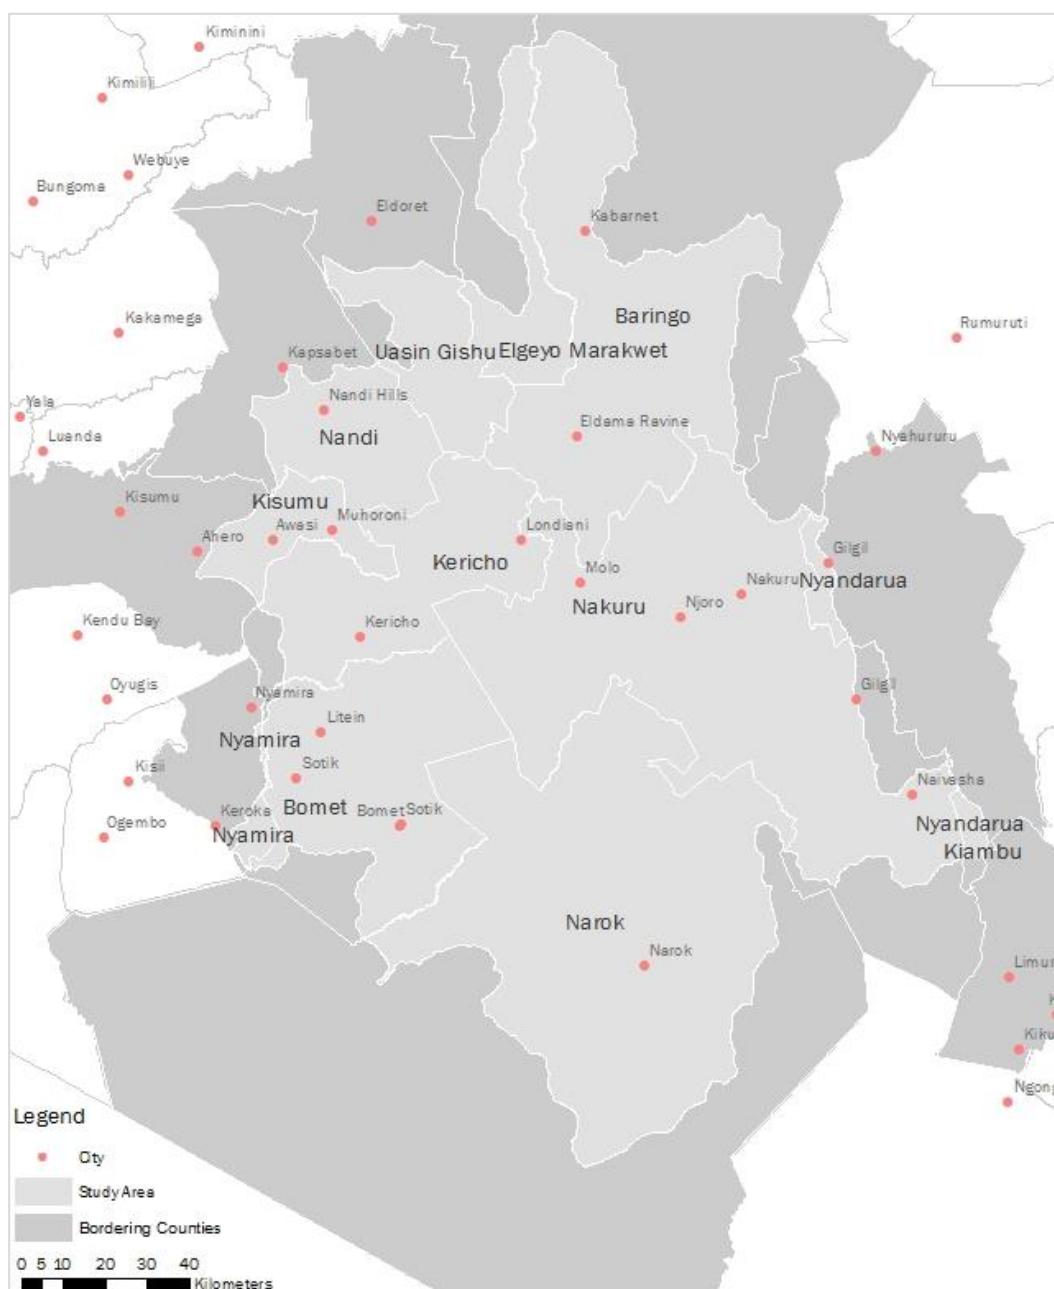 Kiminini
Kimilili
Webuye
Bungoma
Eldoret
Kabarnet
Kakamega
Baringo
Rumuruti
Kapsabet
Uasin Gishu
Elgeyo Marakwet
Yala
Nandi Hills
Luanda
Nandi
Eldama Ravine
Nyahururu
Kisumu
Kisumu
Ahero
Awasi
Muhoroni
Londiani
Kericho
Gilgil
Molo
Nyandarua
Nakuru
Nakuru
Njoro
Kendu Bay
Kericho
Oyugis
Nyamira
Gilgil
Litein
Nyamira
Kisii
Sotik
Naivasha
Bomet
Bomet
Sotik
Ogembo
Keroka
Nyamira
Nyandarua
Kiambu
Narok
Narok
Limur
K
Kiku
Ngong
Legend
City
Study Area
Bordering Counties
0 5 10 20 30 40
Kilometers